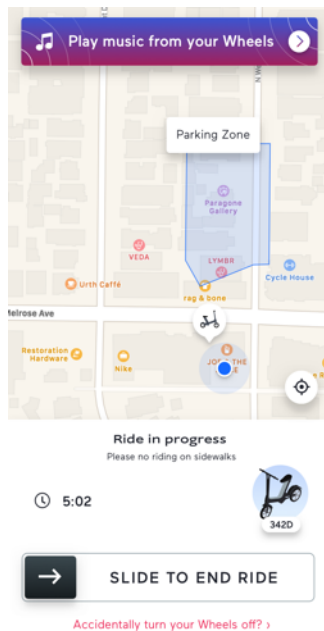 Play music from your Wheels
N W
Parking Zone
Paragone
Gallery
VEDA
LYMBR
Cycle House
Urth Caffé
rag & bone
Melrose Ave
Restoration
Hardware
Nike
Ride in progress
Please no riding on sidewalks
5:02
342D
SLIDE TO END RIDE
Accidentally turn your Wheels off? ›